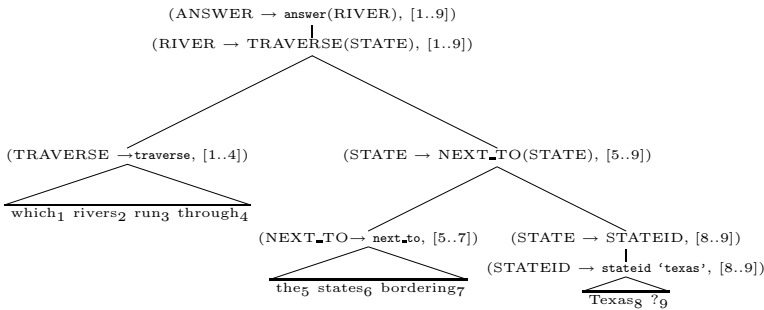 (ANSWER → answer(RIVER), [1..9])
(RIVER → TRAVERSE(STATE), [1..9])
(TRAVERSE →traverse, [1..4]) (STATE → NEXT_TO(STATE), [5..9])
which1 rivers2 run3 through4
(NEXT_TO→ next_to, [5..7]) (STATE → STATEID, [8..9])
(STATEID → stateid ‘texas’, [8..9])
the5 states6 bordering7
Texas8 ?9